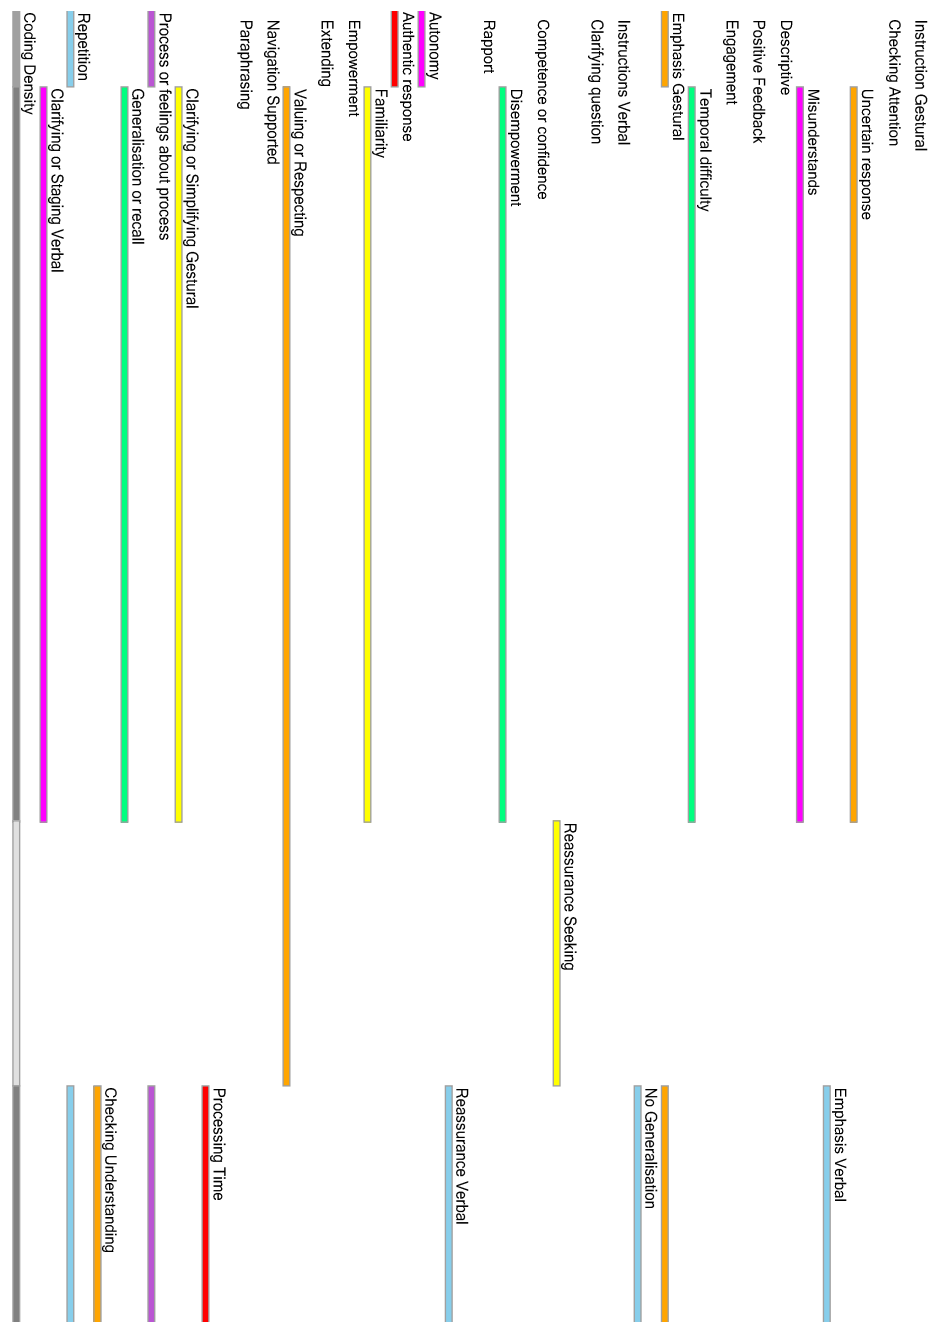 Instruction Gestural
Checking Attention
Uncertain response
Emphasis Verbal
Misunderstands
Descriptive
Positive Feedback
Engagement
Temporal difficulty
Emphasis Gestural
No Generalisation
Instructions Verbal
Clarifying question
Reassurance Seeking
Competence or confidence
Disempowerment
Rapport
Reassurance Verbal
Autonomy
Authentic response
Familiarity
Empowerment
Extending
Valuing or Respecting
Navigation Supported
Paraphrasing
Processing Time
Clarifying or Simplifying Gestural
Process or feelings about process
Generalisation or recall
Checking Understanding
Repetition
Clarifying or Staging Verbal
Coding Density